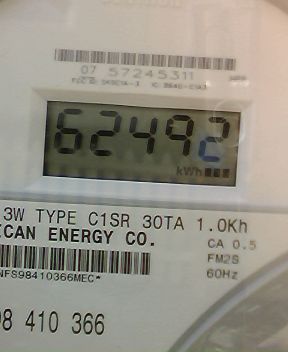 07 57245311
62492
kWh
3W TYPE C1SR 30TA 1.0Kh
CAN ENERGY CO.
CA 0.5
FM2S
60Hz
NFS98410366MEC*
98 410 366